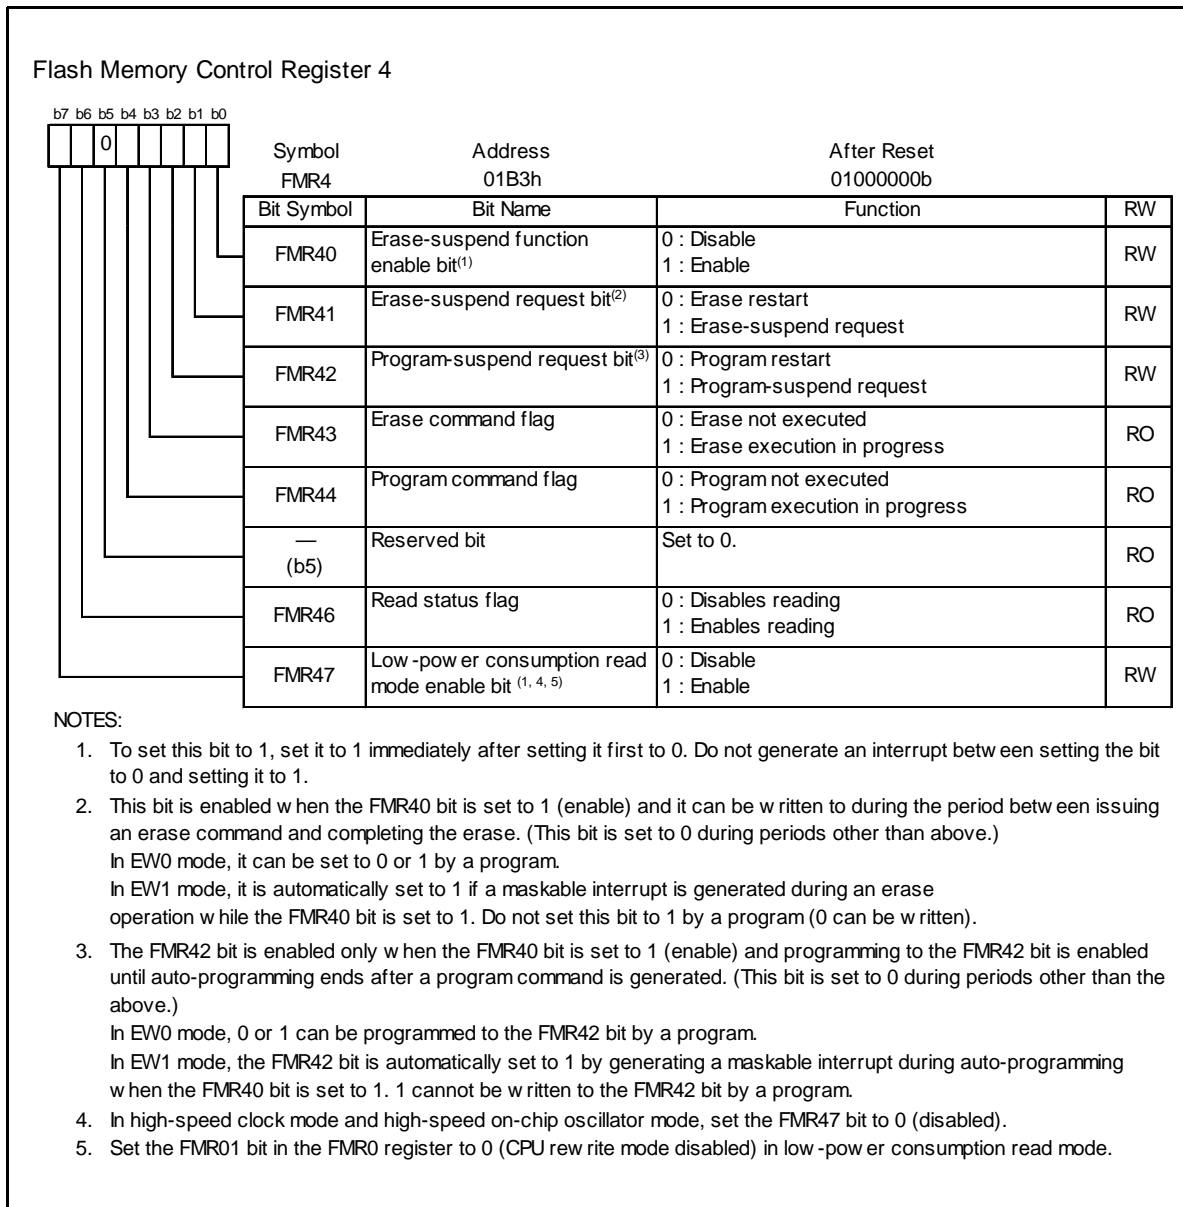 Flash Memory Control Register 4
b7 b6 b5 b4 b3 b2 b1 b0
0
Symbol Address After Reset
FMR4 01B3h 01000000b
Bit Symbol Bit Name Function RW
FMR40 Erase-suspend function enable bit(1) 0 : Disable 1 : Enable RW
FMR41 Erase-suspend request bit(2) 0 : Erase restart 1 : Erase-suspend request RW
FMR42 Program-suspend request bit(3) 0 : Program restart 1 : Program-suspend request RW
FMR43 Erase command flag 0 : Erase not executed 1 : Erase execution in progress RO
FMR44 Program command flag 0 : Program not executed 1 : Program execution in progress RO
— (b5) Reserved bit Set to 0. RO
FMR46 Read status flag 0 : Disables reading 1 : Enables reading RO
FMR47 Low-power consumption read mode enable bit (1, 4, 5) 0 : Disable 1 : Enable RW
NOTES:
1. To set this bit to 1, set it to 1 immediately after setting it first to 0. Do not generate an interrupt between setting the bit
to 0 and setting it to 1.
2. This bit is enabled when the FMR40 bit is set to 1 (enable) and it can be written to during the period between issuing
an erase command and completing the erase. (This bit is set to 0 during periods other than above.)
In EW0 mode, it can be set to 0 or 1 by a program.
In EW1 mode, it is automatically set to 1 if a maskable interrupt is generated during an erase
operation while the FMR40 bit is set to 1. Do not set this bit to 1 by a program (0 can be written).
3. The FMR42 bit is enabled only when the FMR40 bit is set to 1 (enable) and programming to the FMR42 bit is enabled
until auto-programming ends after a program command is generated. (This bit is set to 0 during periods other than the
above.)
In EW0 mode, 0 or 1 can be programmed to the FMR42 bit by a program.
In EW1 mode, the FMR42 bit is automatically set to 1 by generating a maskable interrupt during auto-programming
when the FMR40 bit is set to 1. 1 cannot be written to the FMR42 bit by a program.
4. In high-speed clock mode and high-speed on-chip oscillator mode, set the FMR47 bit to 0 (disabled).
5. Set the FMR01 bit in the FMR0 register to 0 (CPU rewrite mode disabled) in low-power consumption read mode.